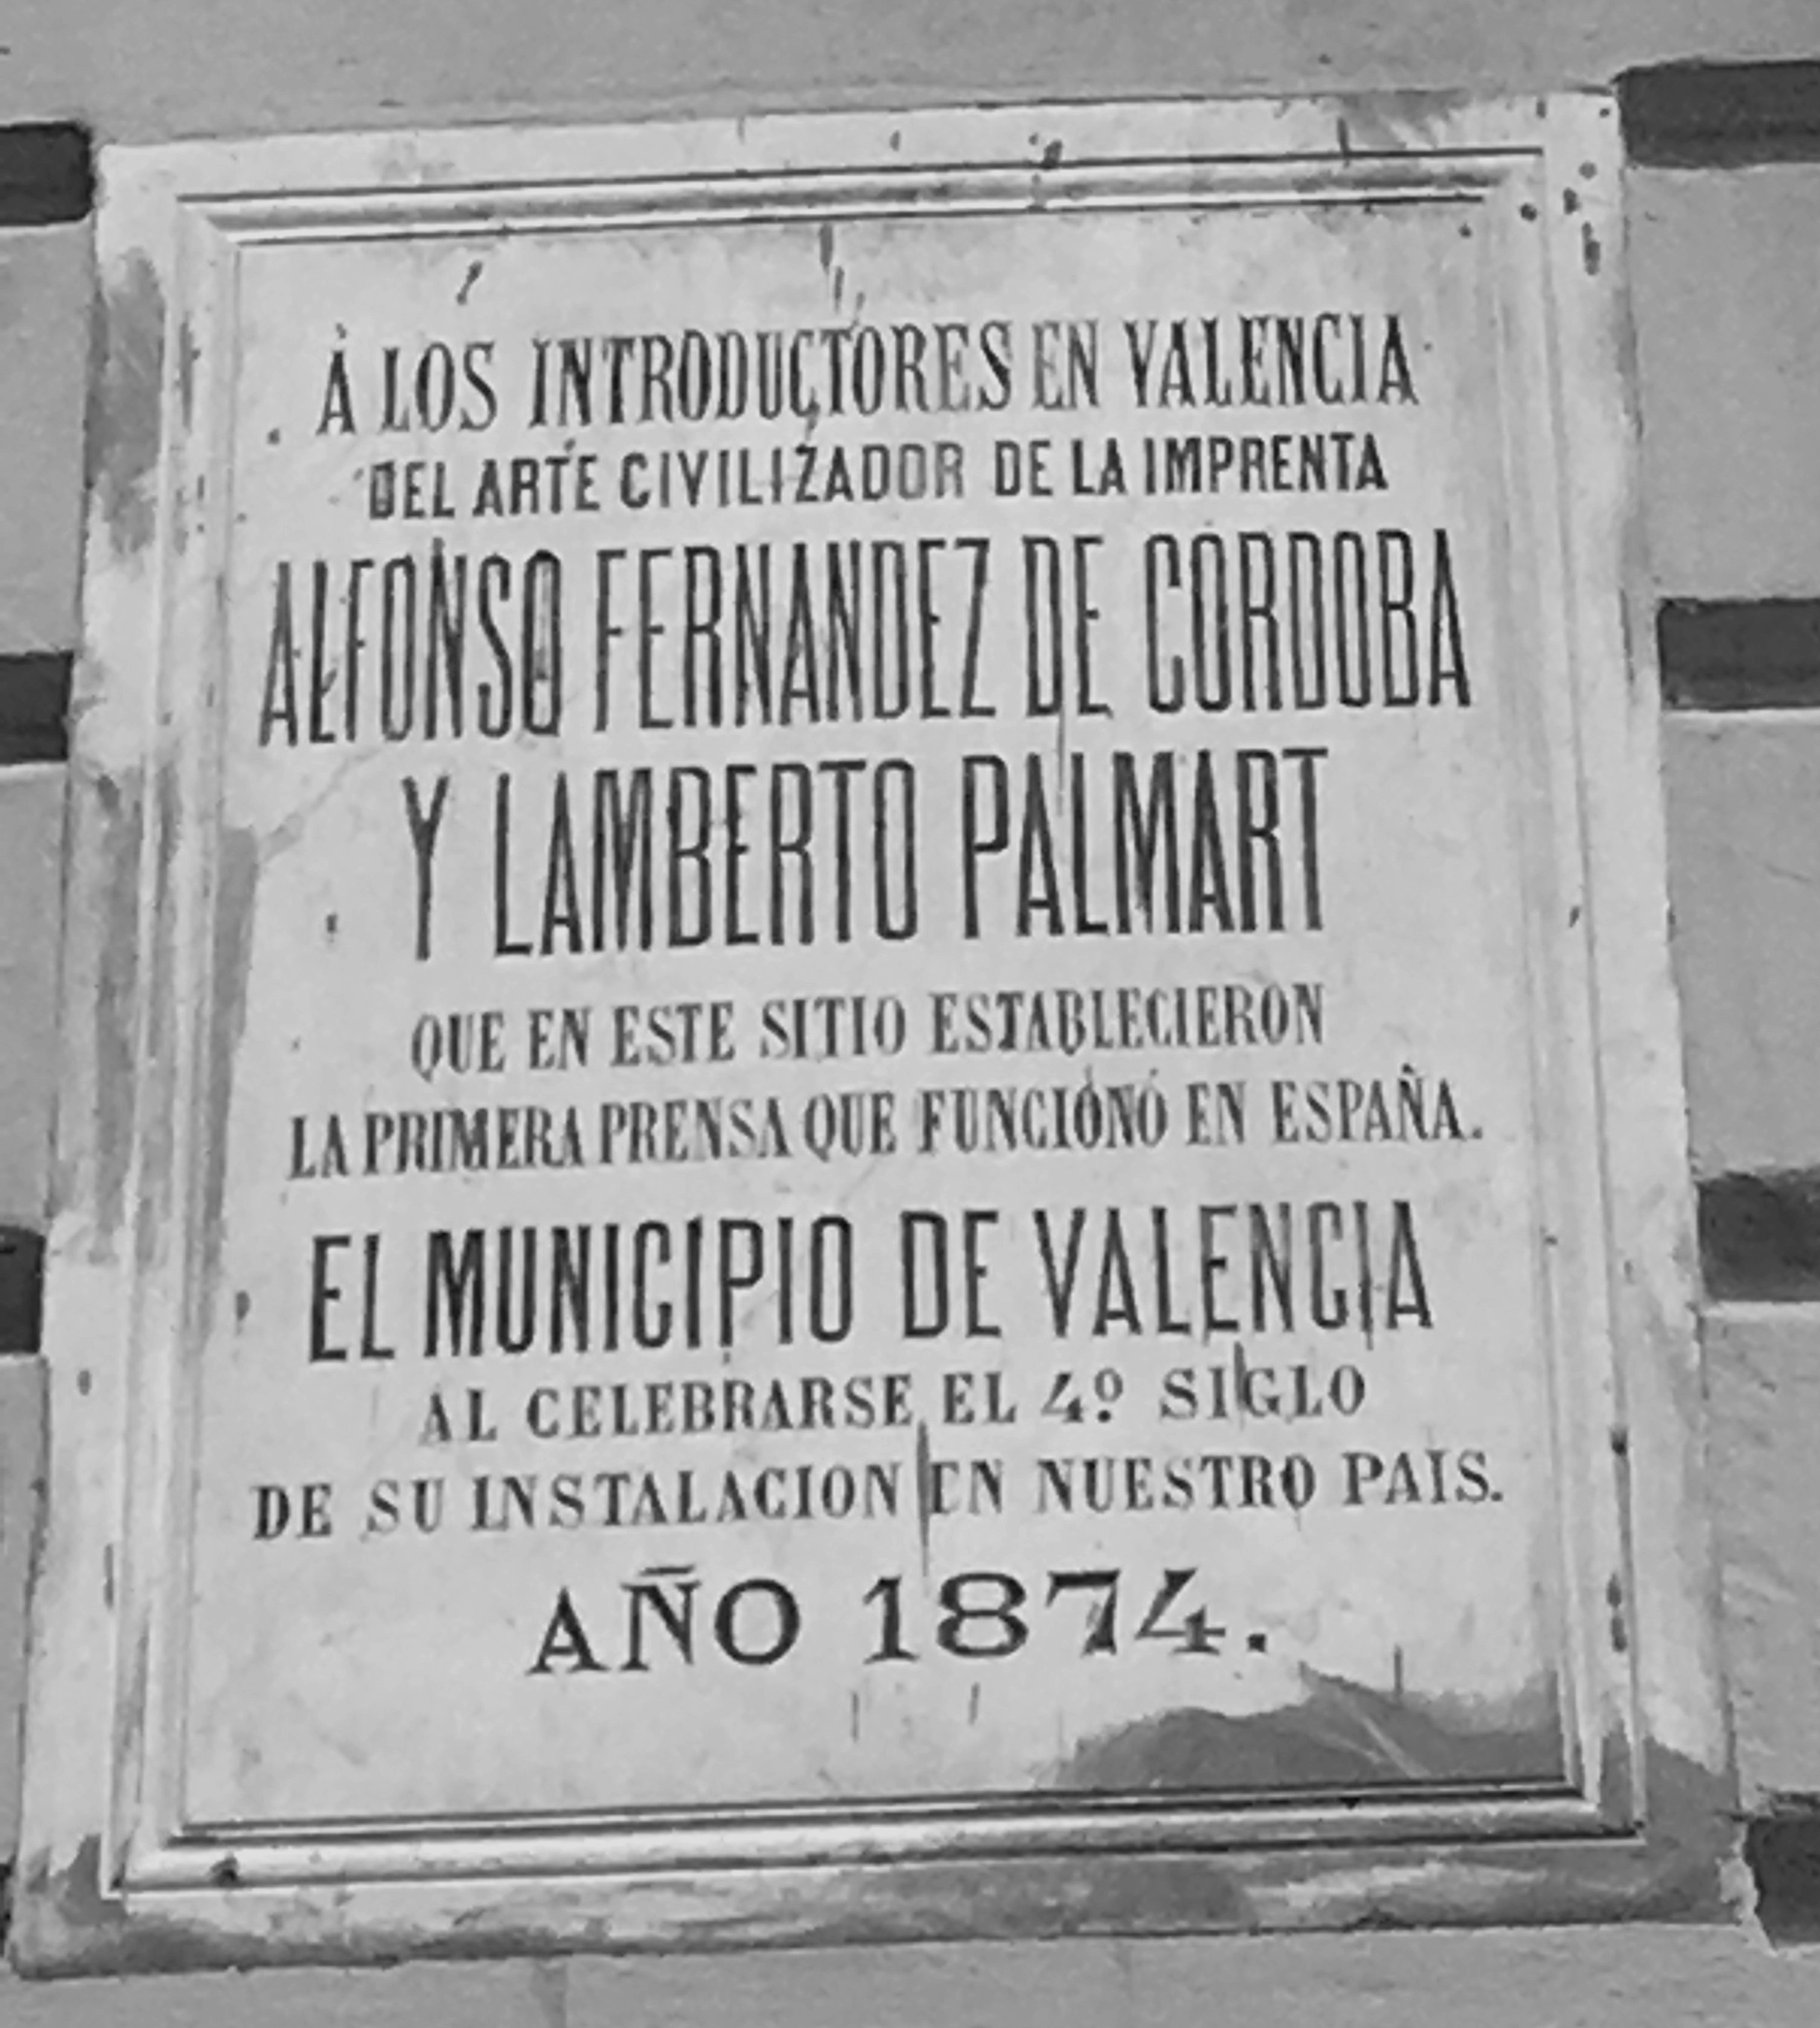 Á LOS INTRODUCTORES EN VALENCIA
DEL ARTE CIVILIZADOR DE LA IMPRENTA
ALFONSO FERNANDEZ DE CORDOBA
Y LAMBERTO PALMART
QUE EN ESTE SITIO ESTABLECIERON
LA PRIMERA PRENSA QUE FUNCIONÓ EN ESPAÑA.
EL MUNICIPIO DE VALENCIA
AL CELEBRARSE EL 4º SIGLO
DE SU INSTALACION EN NUESTRO PAIS.
AÑO 1874.